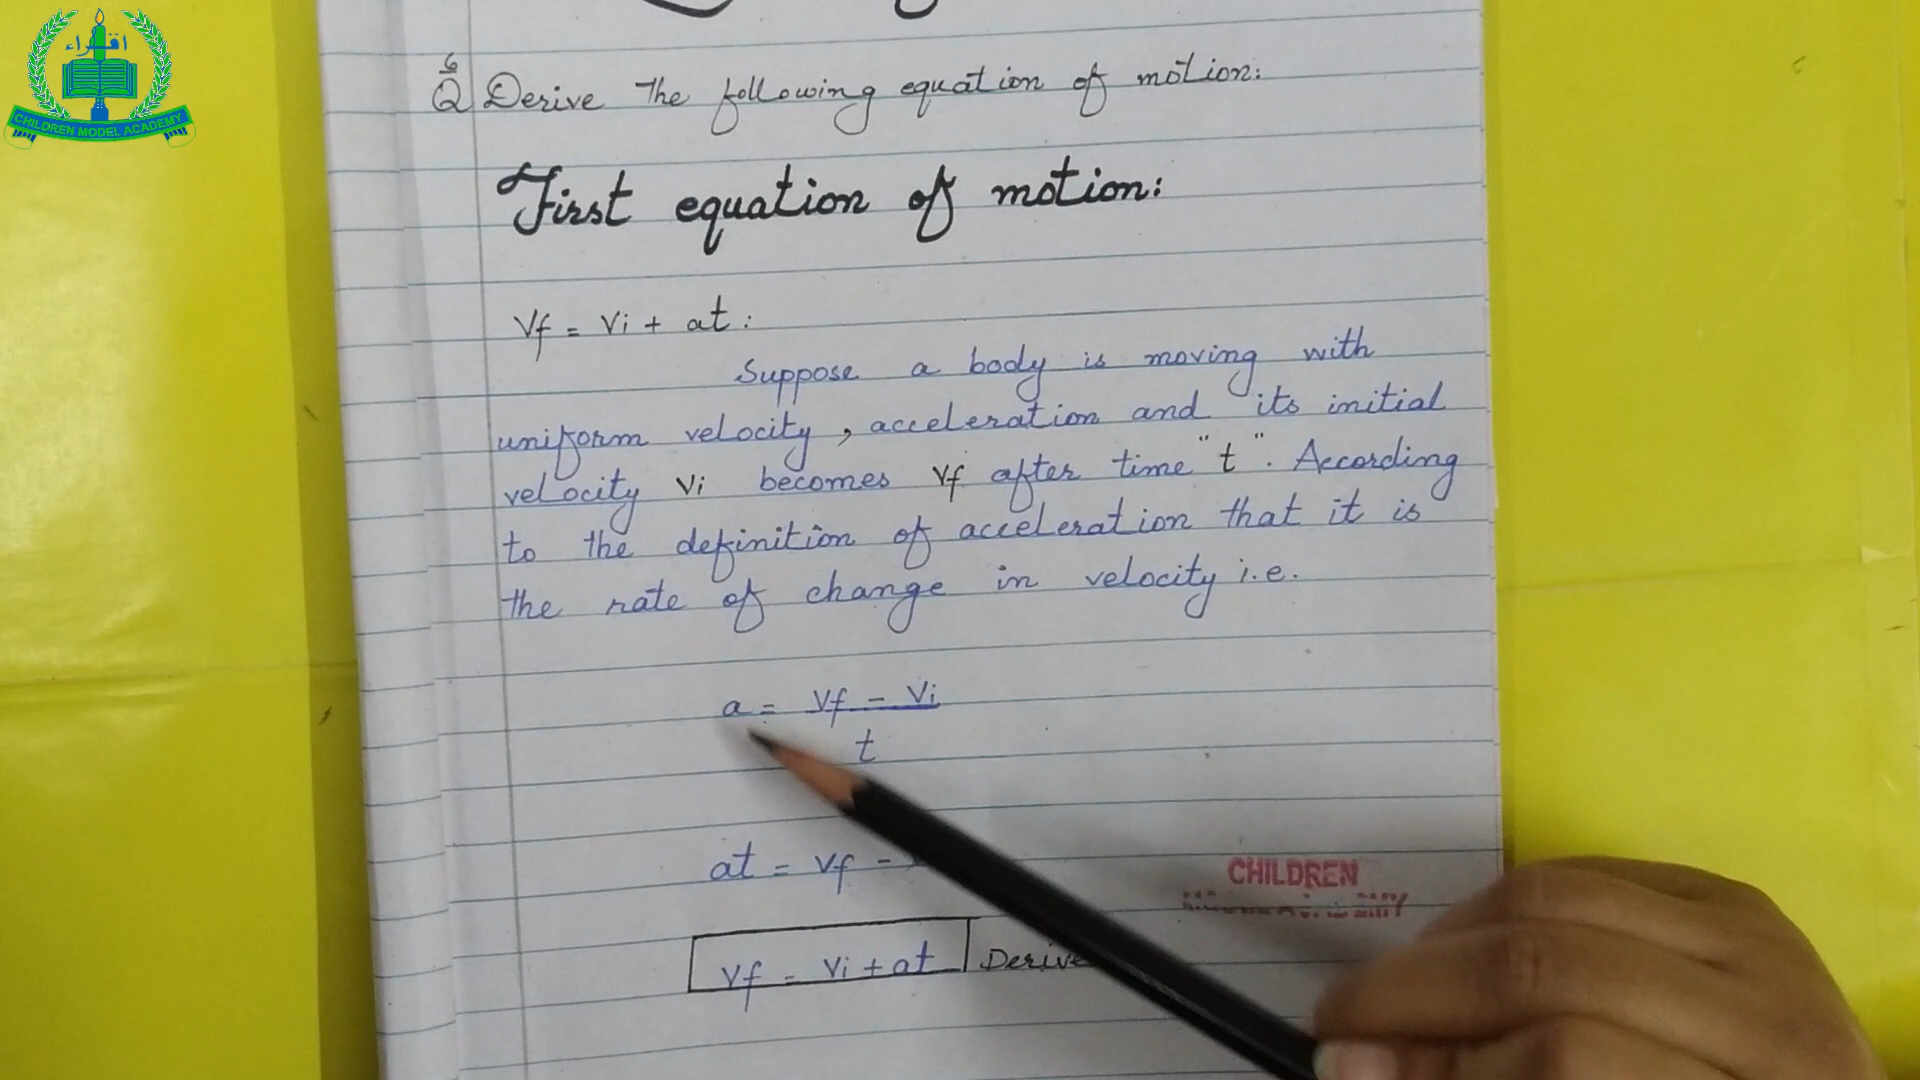 اقراء
CHILDREN MODEL ACADEMY
Q6 Derive the following equation of motion:
First equation of motion:
Vf = Vi + at:
Suppose a body is moving with
uniform velocity, acceleration and its initial
velocity Vi becomes Vf after time "t". According
to the definition of acceleration that it is
the rate of change in velocity i.e.
a = Vf - Vi
t
at = Vf -
Vf = Vi + at Derive
CHILDREN